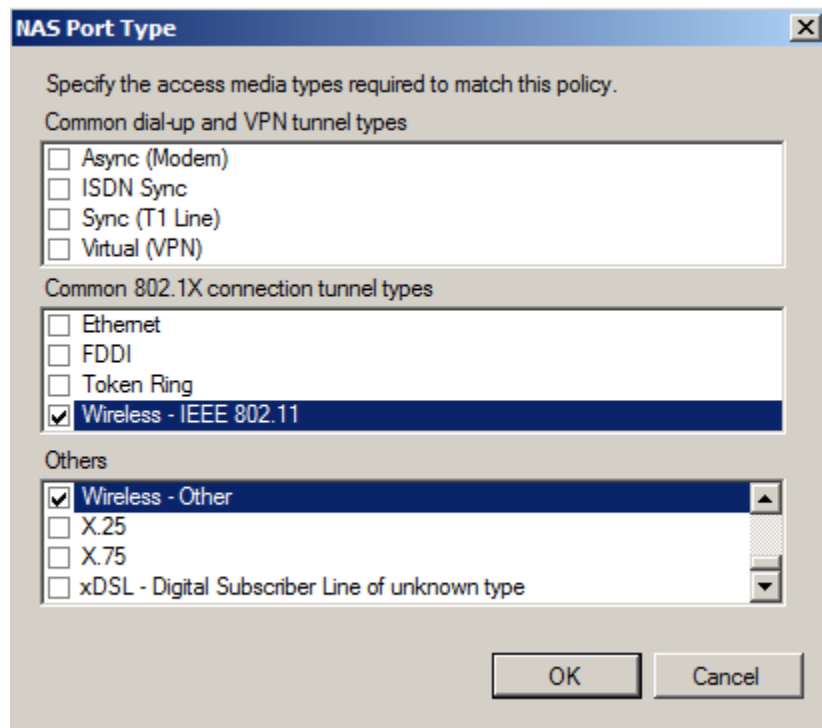 NAS Port Type
Specify the access media types required to match this policy.
Common dial-up and VPN tunnel types
Async (Modem)
ISDN Sync
Sync (T1 Line)
Virtual (VPN)
Common 802.1X connection tunnel types
Ethernet
FDDI
Token Ring
Wireless - IEEE 802.11
Others
Wireless - Other
X.25
X.75
xDSL - Digital Subscriber Line of unknown type
OK Cancel